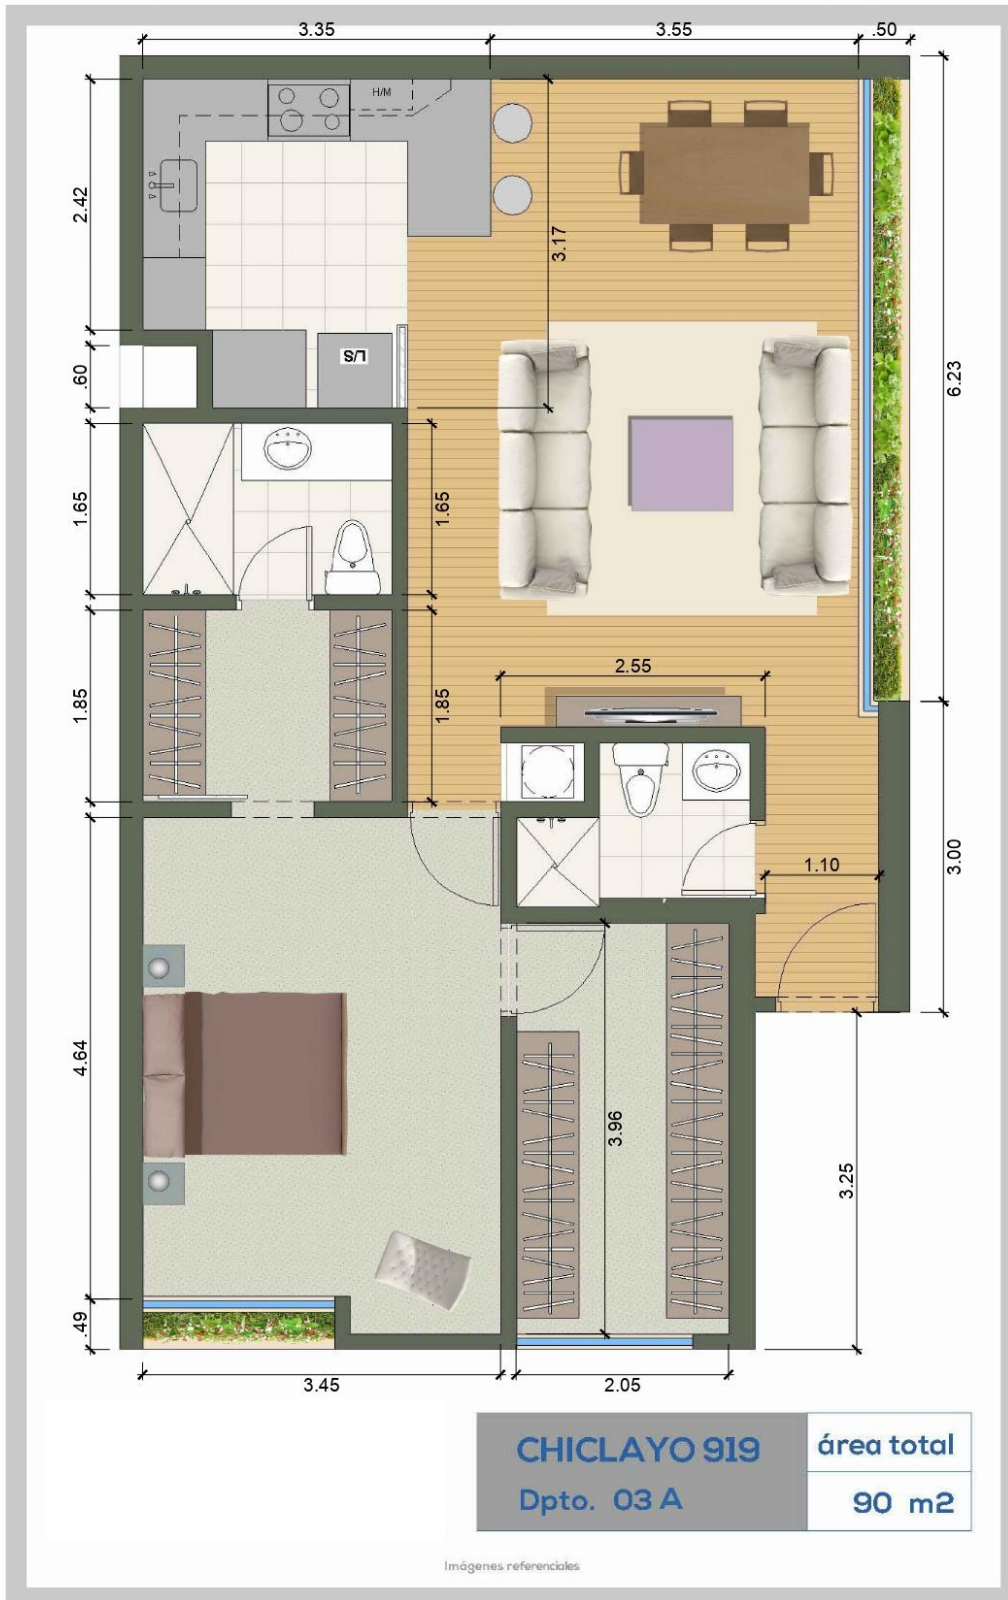 3.35
3.55
.50
H/M
2.42
3.17
6.23
.60
L/S
1.65
1.65
1.85
1.85
2.55
3.00
1.10
4.64
3.96
3.25
.49
3.45
2.05
CHICLAYO 919
área total
Dpto. 03 A
90 m2
Imágenes referenciales